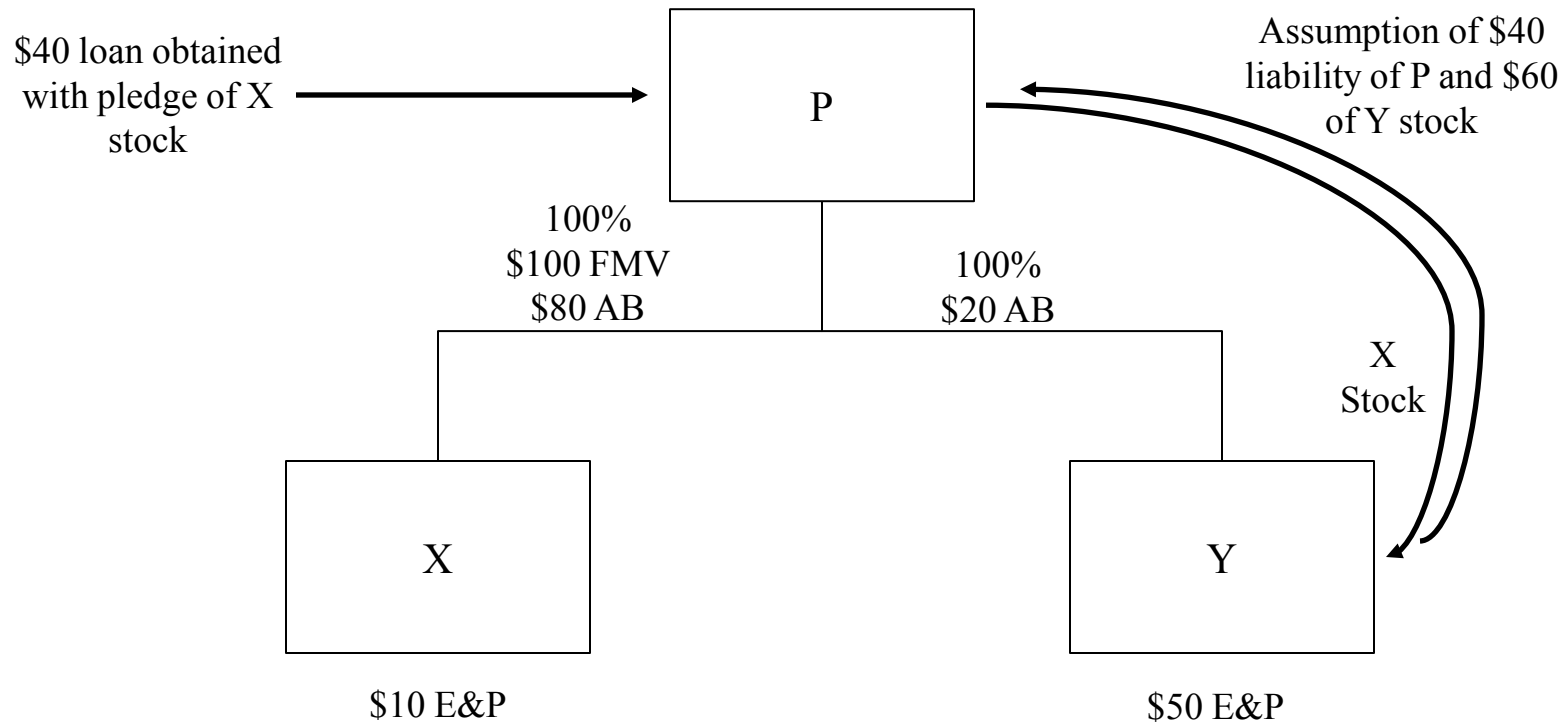 $40 loan obtained
with pledge of X
stock
P
Assumption of $40
liability of P and $60
of Y stock
100%
$100 FMV
$80 AB
100%
$20 AB
X
Stock
X
Y
$10 E&P
$50 E&P